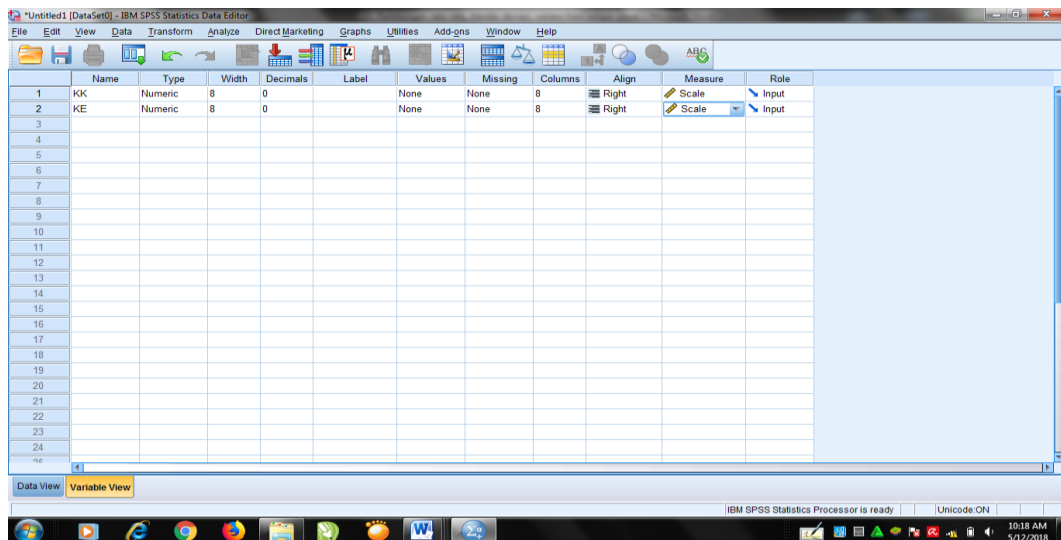 *Untitled1 [DataSet0] - IBM SPSS Statistics Data Editor
File Edit View Data Transform Analyze Direct Marketing Graphs Utilities Add-ons Window Help
Name Type Width Decimals Label Values Missing Columns Align Measure Role
1 KK Numeric 8 0 None None 8 Right Scale Input
2 KE Numeric 8 0 None None 8 Right Scale Input
3
4
5
6
7
8
9
10
11
12
13
14
15
16
17
18
19
20
21
22
23
24
Data View Variable View
IBM SPSS Statistics Processor is ready Unicode:ON
10:18 AM
5/12/2018